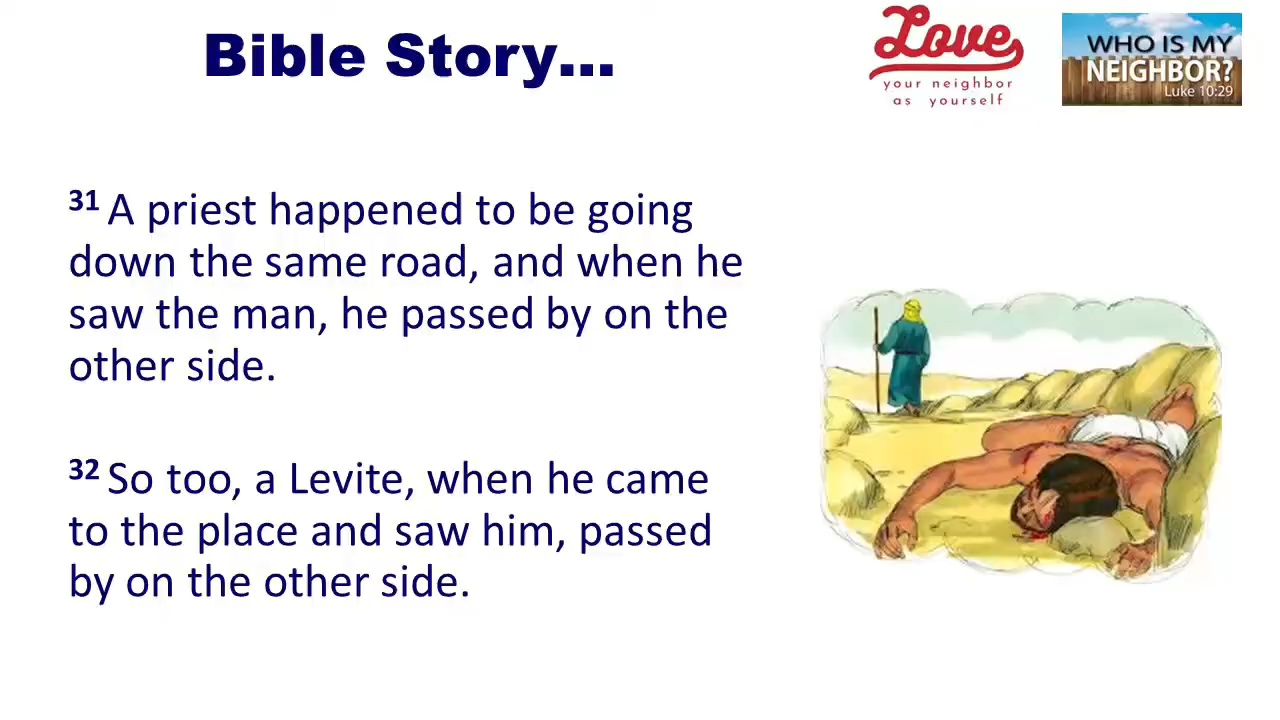 Bible Story...
Love
your neighbor
as yourself
WHO IS MY
NEIGHBOR?
Luke 10:29
31 A priest happened to be going
down the same road, and when he
saw the man, he passed by on the
other side.
32 So too, a Levite, when he came
to the place and saw him, passed
by on the other side.